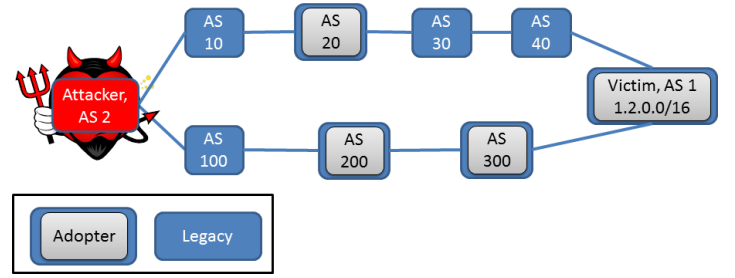 AS
10
AS
20
AS
30
AS
40
Attacker,
AS 2
Victim, AS 1
1.2.0.0/16
AS
100
AS
200
AS
300
Adopter
Legacy